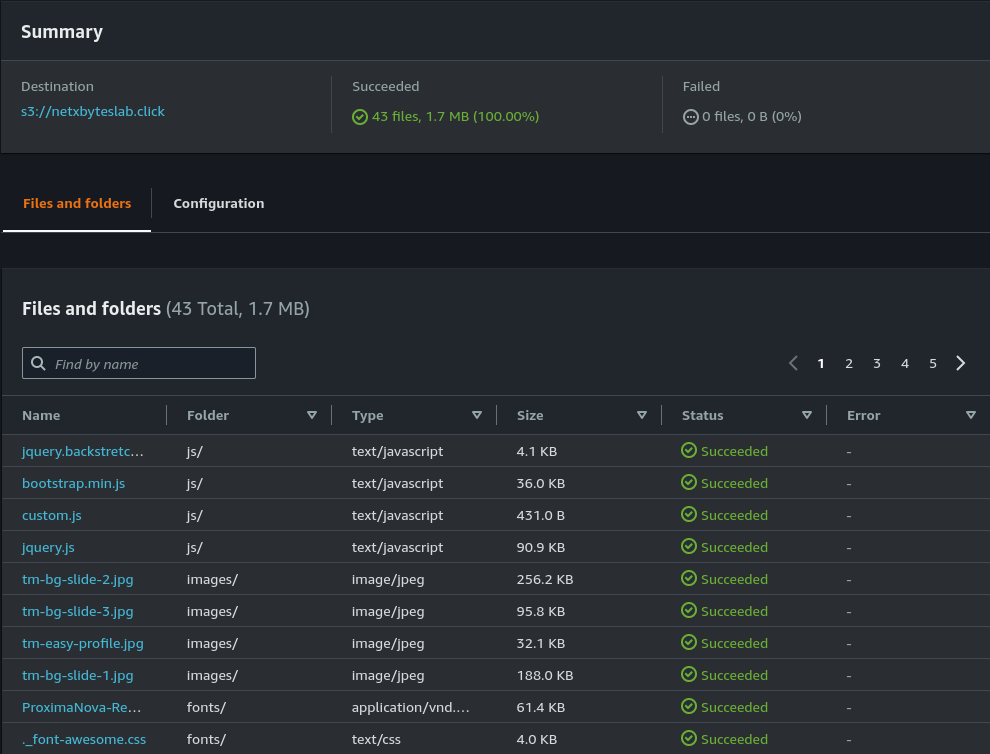 Summary
Destination Succeeded Failed
s3://netxbyteslab.click 43 files, 1.7 MB (100.00%) 0 files, 0 B (0%)
Files and folders Configuration
Files and folders (43 Total, 1.7 MB)
Find by name 1 2 3 4 5
Name Folder Type Size Status Error
jquery.backstretc... js/ text/javascript 4.1 KB Succeeded -
bootstrap.min.js js/ text/javascript 36.0 KB Succeeded -
custom.js js/ text/javascript 431.0 B Succeeded -
jquery.js js/ text/javascript 90.9 KB Succeeded -
tm-bg-slide-2.jpg images/ image/jpeg 256.2 KB Succeeded -
tm-bg-slide-3.jpg images/ image/jpeg 95.8 KB Succeeded -
tm-easy-profile.jpg images/ image/jpeg 32.1 KB Succeeded -
tm-bg-slide-1.jpg images/ image/jpeg 188.0 KB Succeeded -
ProximaNova-Re... fonts/ application/vnd.... 61.4 KB Succeeded -
._font-awesome.css fonts/ text/css 4.0 KB Succeeded -